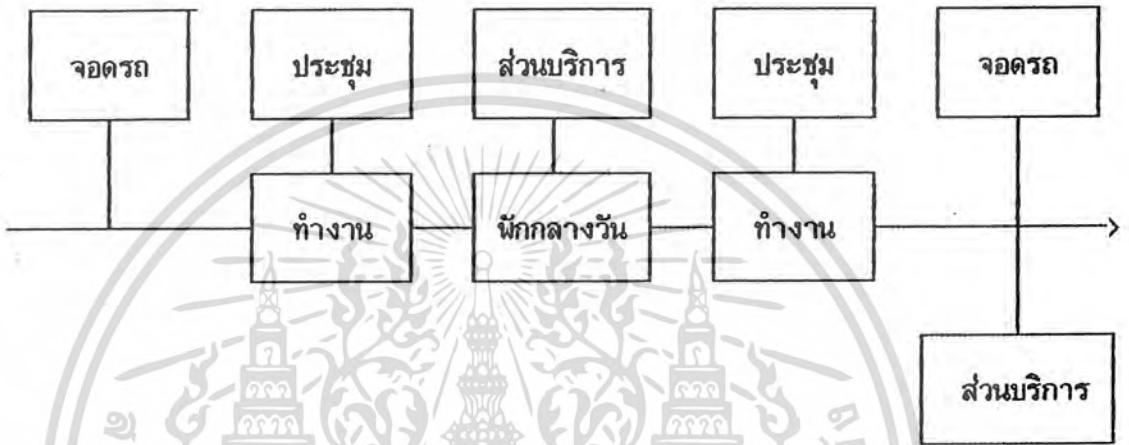 จอดรถ
ประชุม
ส่วนบริการ
ประชุม
จอดรถ
ทำงาน
พักกลางวัน
ทำงาน
ส่วนบริการ